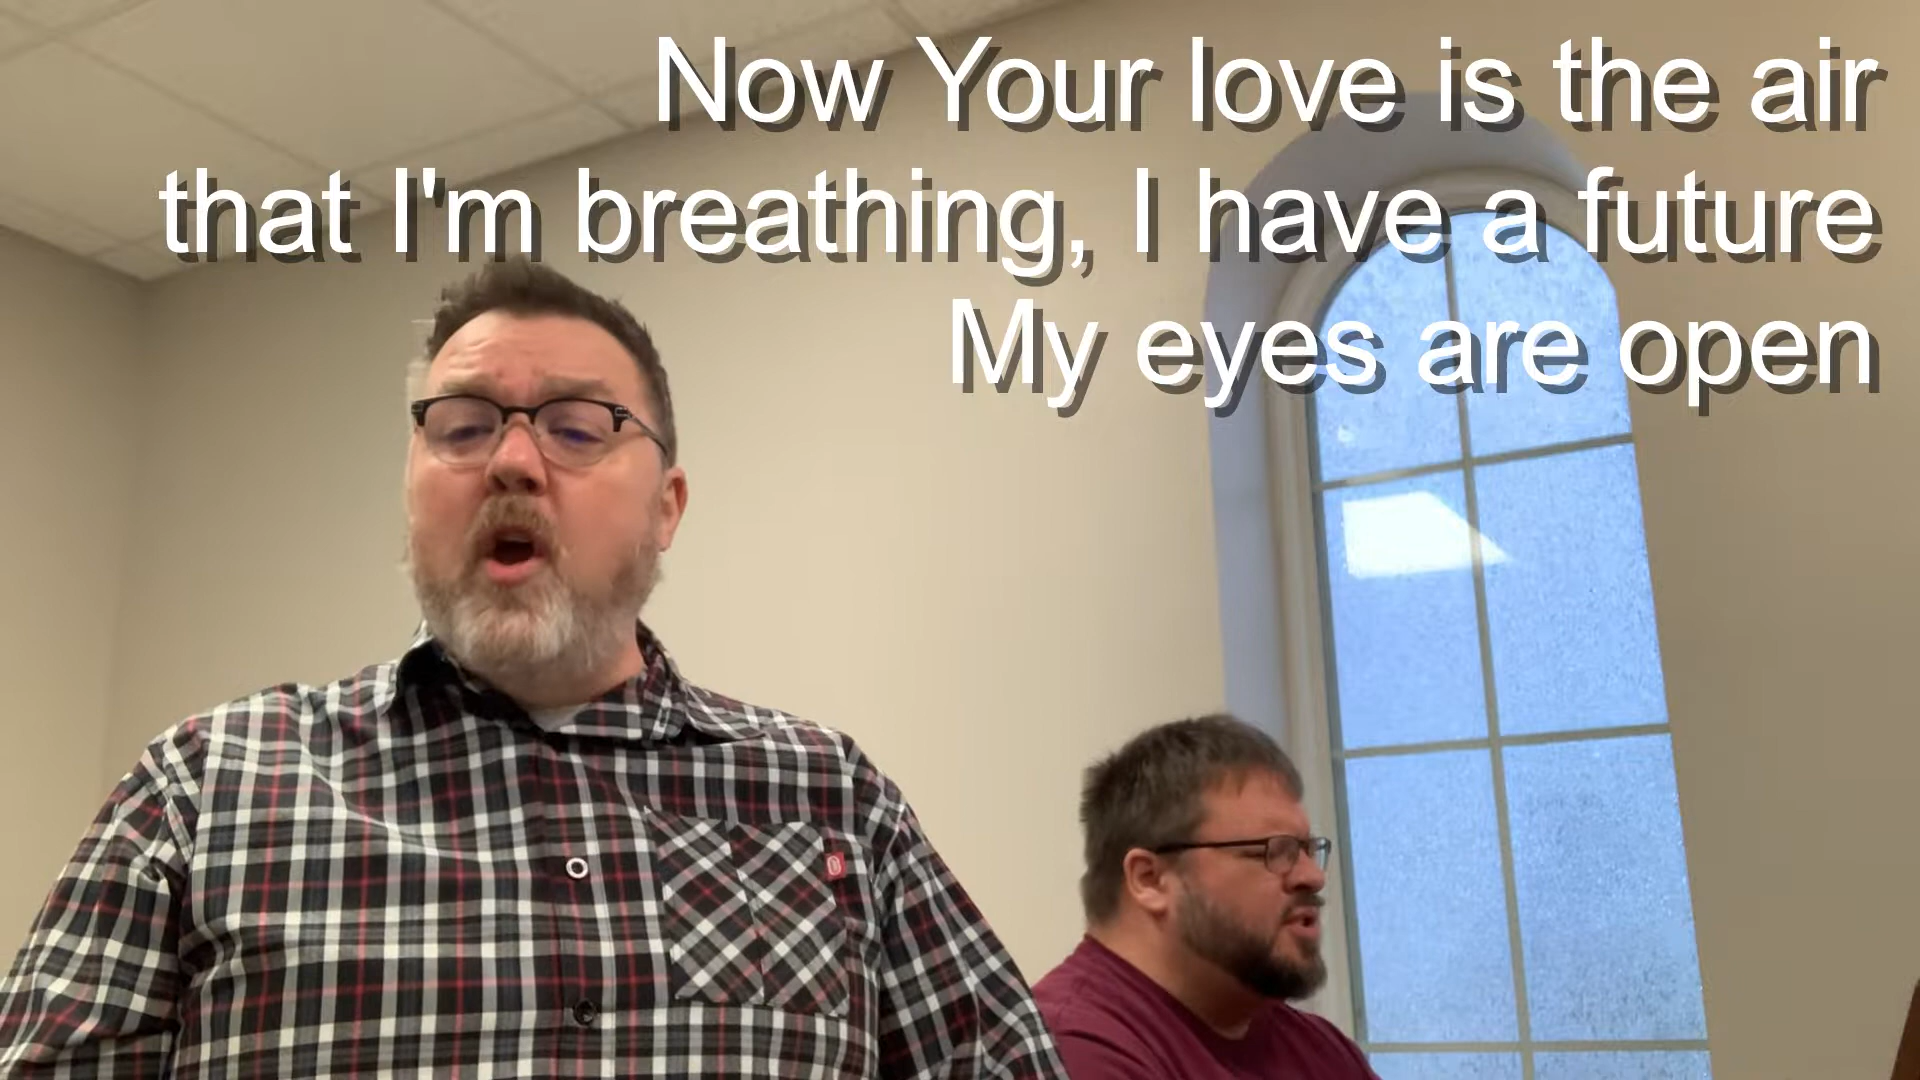 Now Your love is the air
that I'm breathing, I have a future
My eyes are open